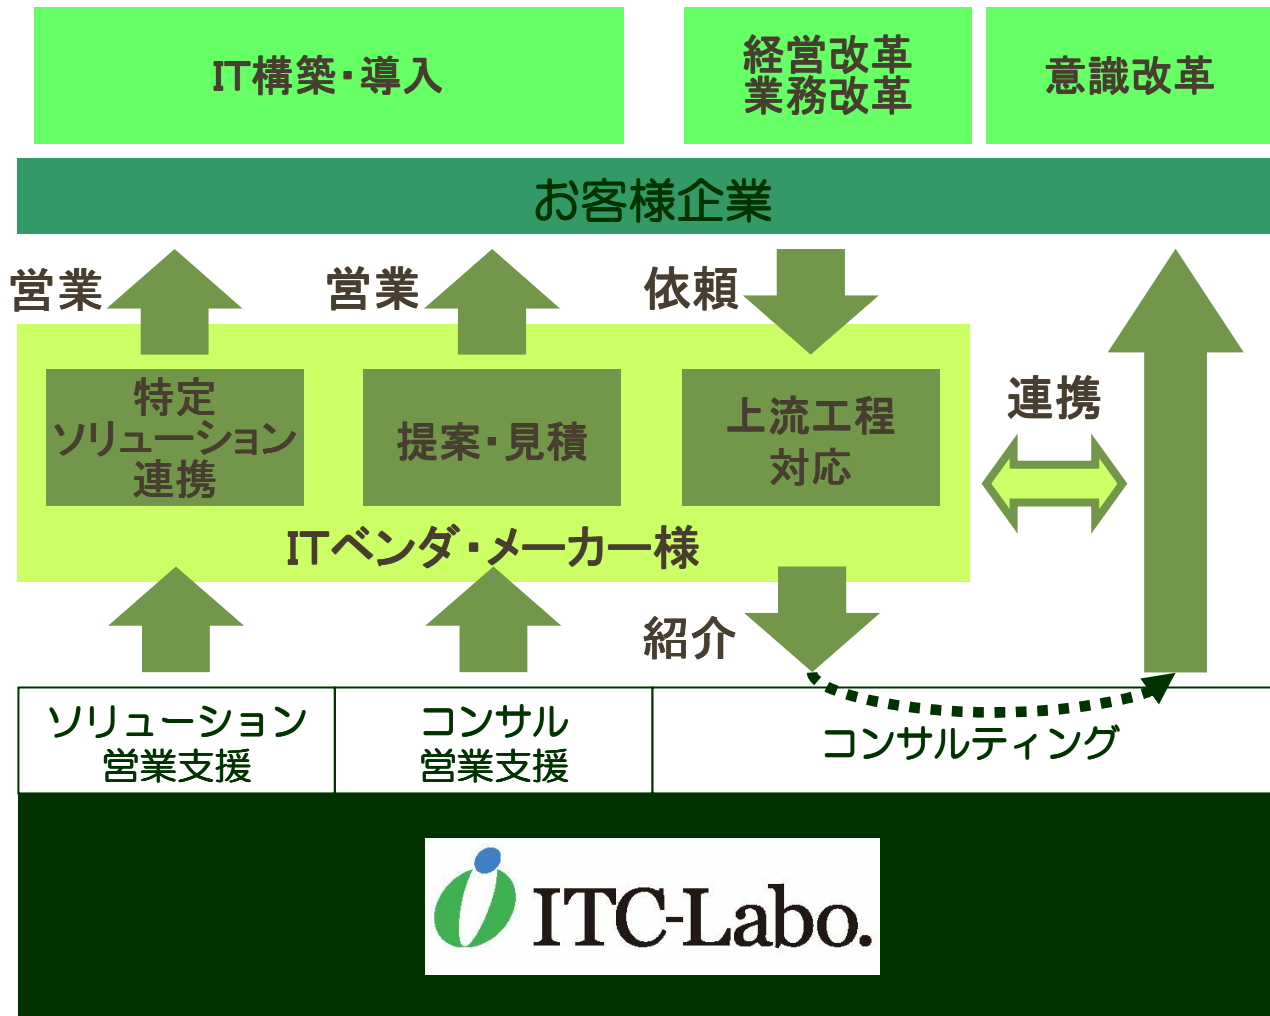 IT構築・導入
経営改革
業務改革
意識改革
お客様企業
営業
営業
依頼
特定
ソリューション
連携
提案・見積
上流工程
対応
連携
ITベンダ・メーカー様
紹介
ソリューション
営業支援
コンサル
営業支援
コンサルティング
ITC-Labo.